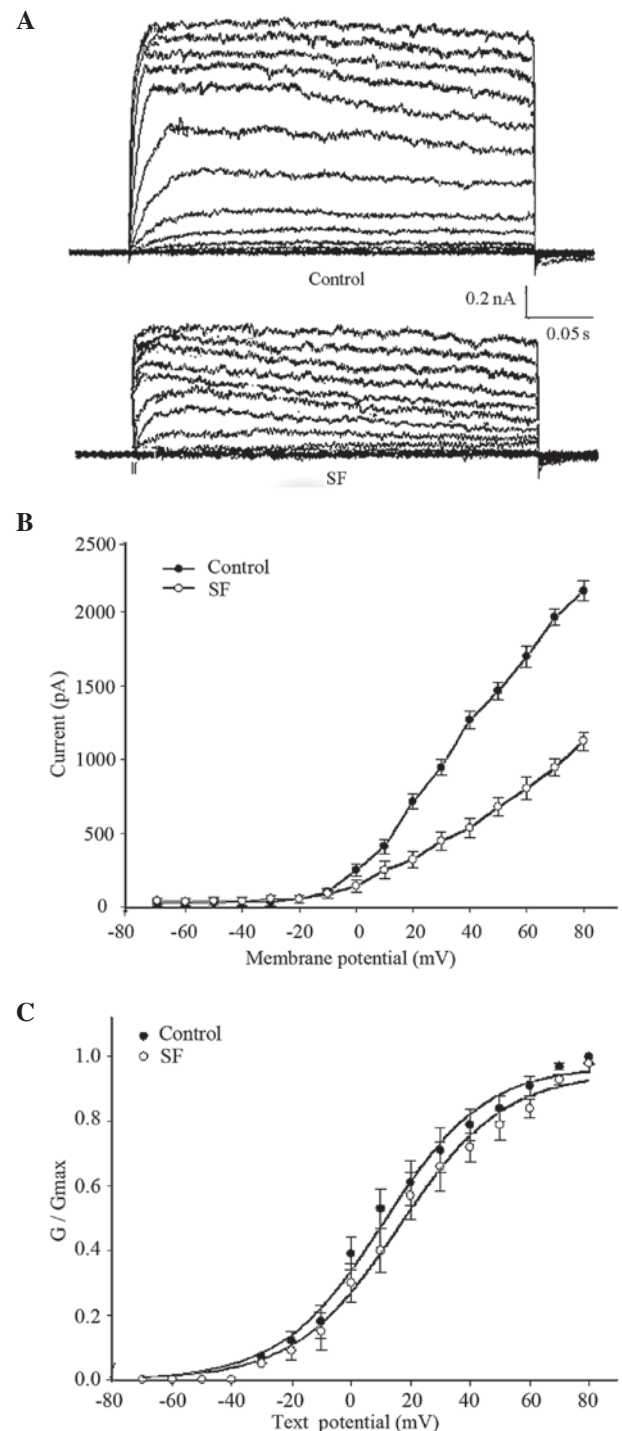 A
Control
0.2 nA
0.05 s
SF
B
2500
2000
1500
1000
500
0
Control
SF
Current (pA)
-80 -60 -40 -20 0 20 40 60 80
Membrane potential (mV)
C
Control
SF
1.0
0.8
0.6
0.4
0.2
0.0
G / Gmax
-80 -60 -40 -20 0 20 40 60 80
Text potential (mV)